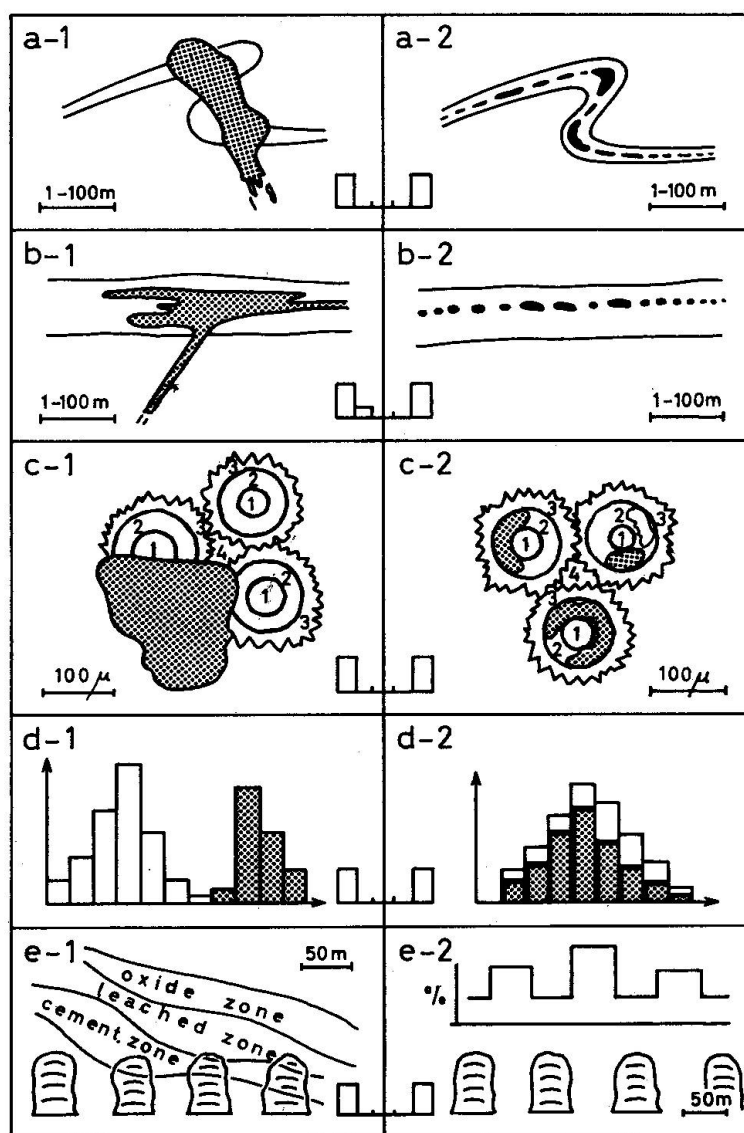 a-1
a-2
1-100m
1-100m
b-1
b-2
1-100m
1-100m
c-1
c-2
3
2
1
2
3
1
4
2
1
3
100 µ
3
2
1
2
3
1
4
3
1
2
100 µ
d-1
d-2
e-1
50m
e-2
oxide zone
leached zone
cement. zone
%
50m